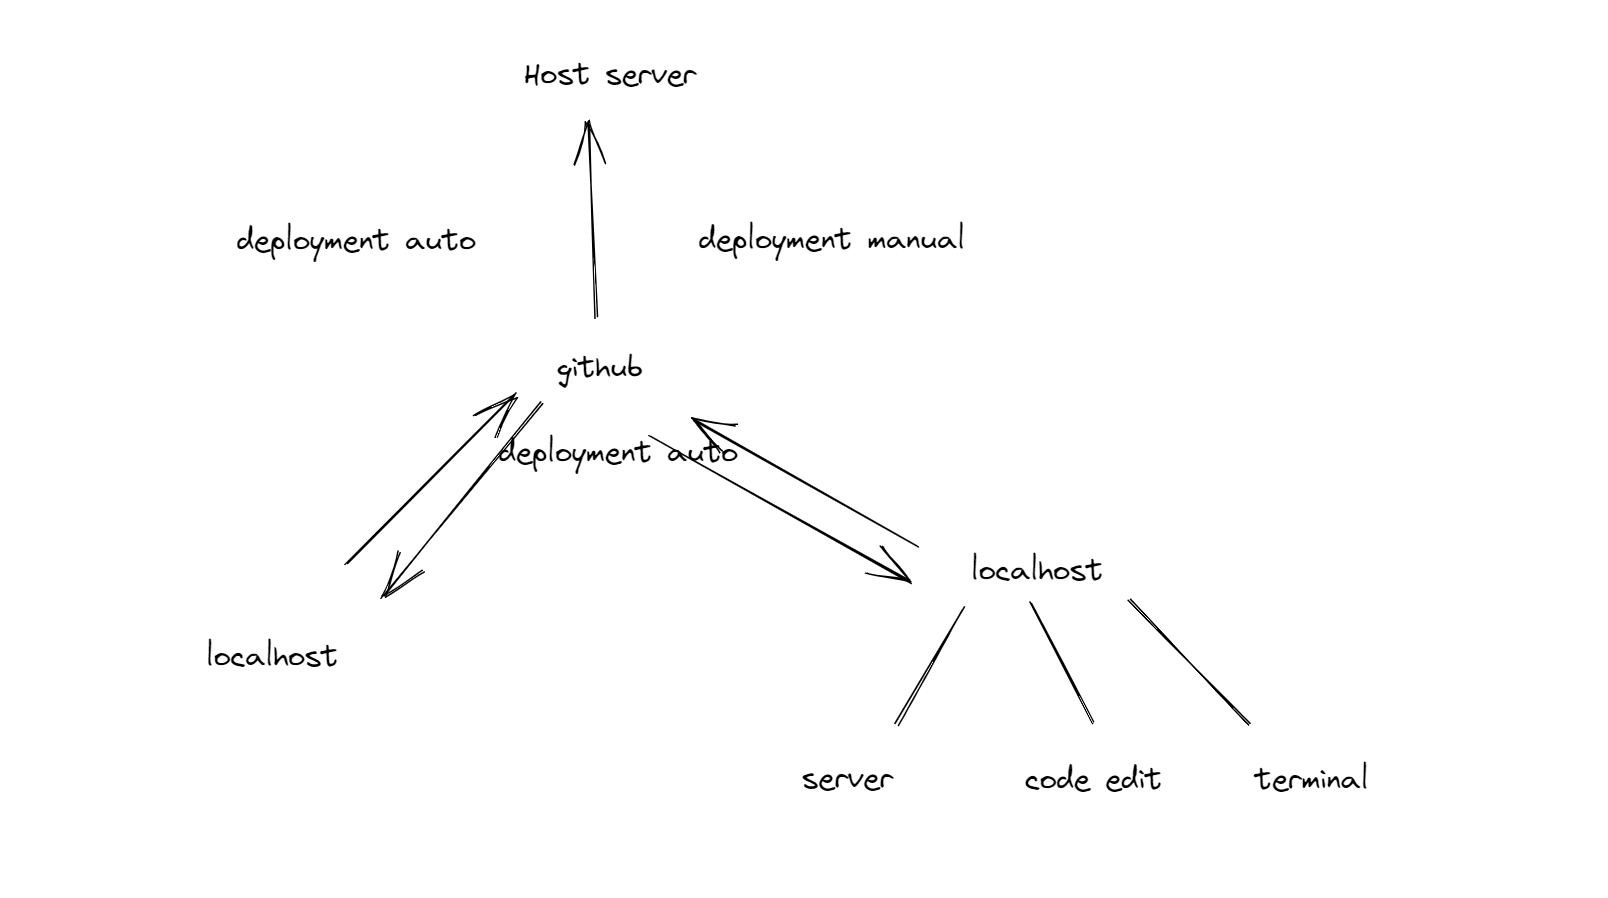 Host server
deployment auto
deployment manual
github
deployment auto
localhost
localhost
server
code edit
terminal